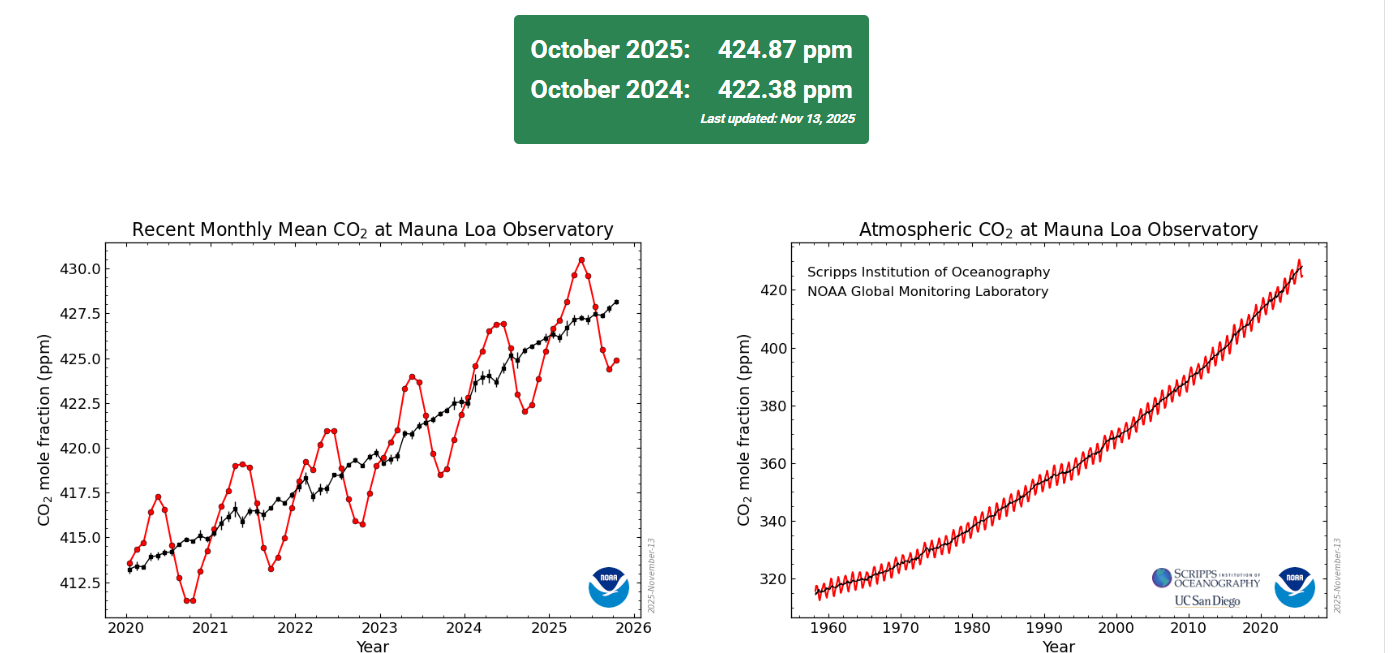 October 2025: 424.87 ppm
October 2024: 422.38 ppm
Last updated: Nov 13, 2025
Recent Monthly Mean CO₂ at Mauna Loa Observatory
CO₂ mole fraction (ppm)
430.0
427.5
425.0
422.5
420.0
417.5
415.0
412.5
NOAA
2025-November-13
2020 2021 2022 2023 2024 2025 2026
Year
Atmospheric CO₂ at Mauna Loa Observatory
Scripps Institution of Oceanography
NOAA Global Monitoring Laboratory
CO₂ mole fraction (ppm)
420
400
380
360
340
320
SCRIPPS INSTITUTION OF
OCEANOGRAPHY
UC San Diego
NOAA
2025-November-13
1960 1970 1980 1990 2000 2010 2020
Year